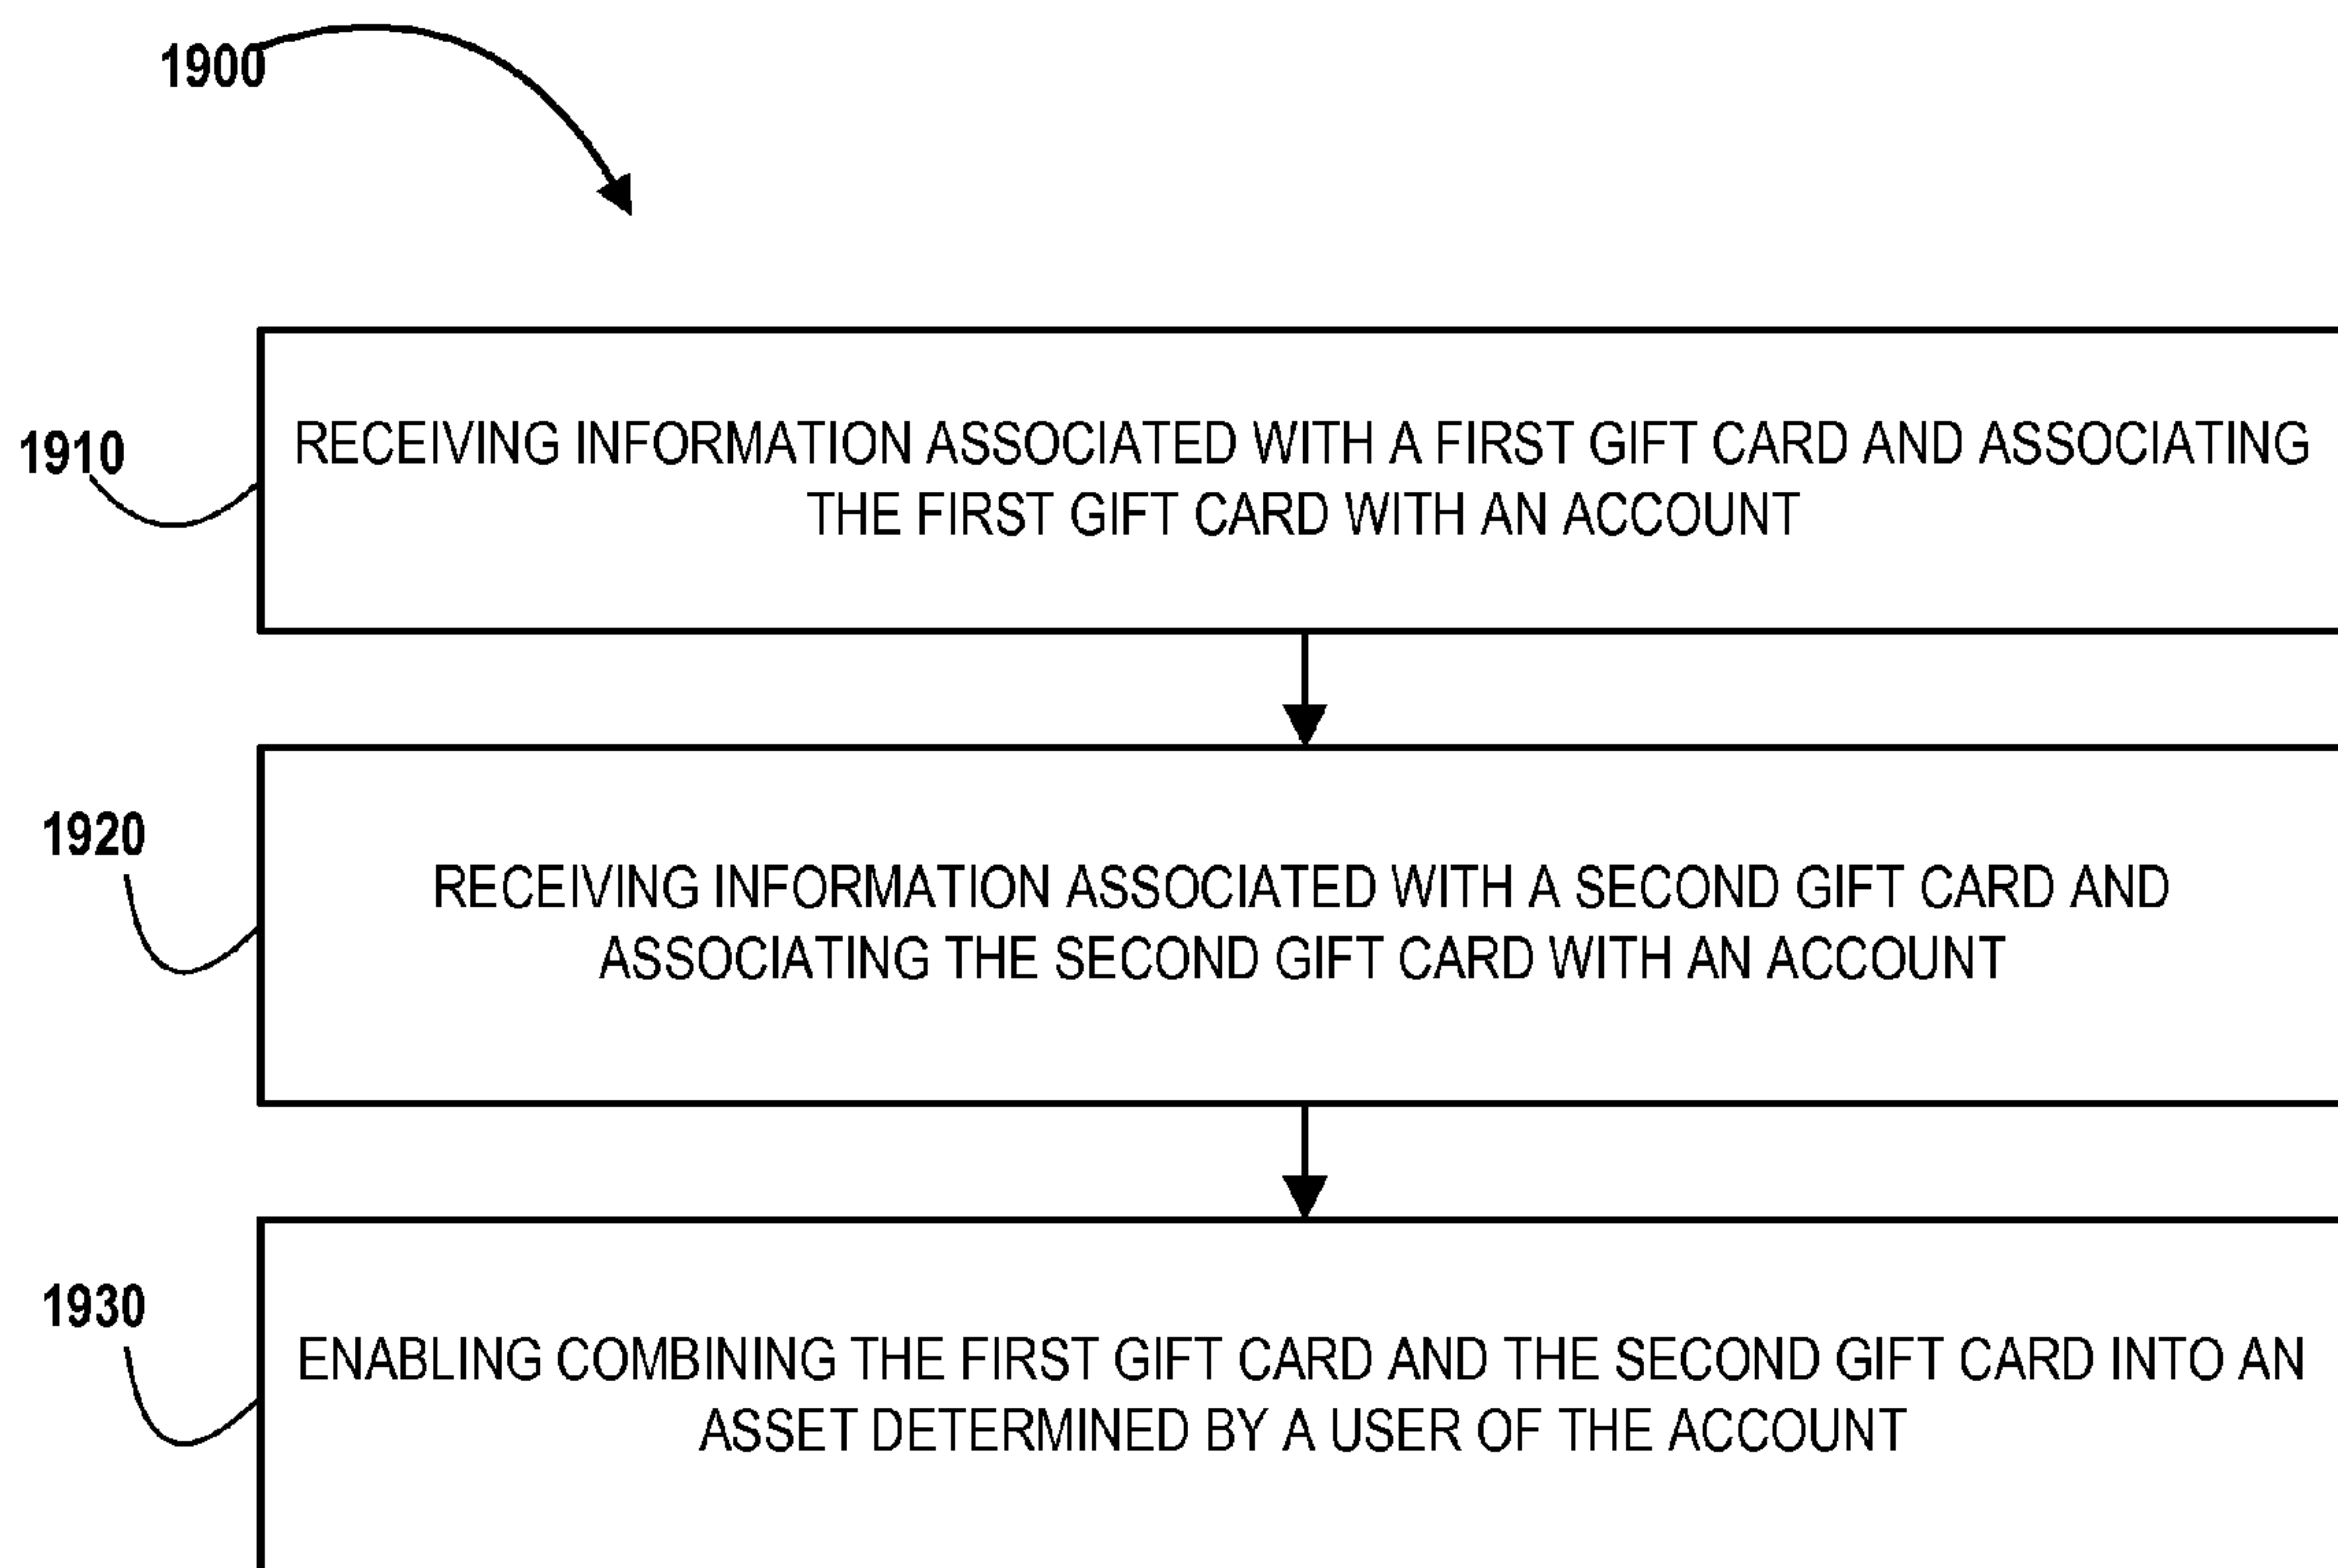 1900
1910
RECEIVING INFORMATION ASSOCIATED WITH A FIRST GIFT CARD AND ASSOCIATING
THE FIRST GIFT CARD WITH AN ACCOUNT
1920
RECEIVING INFORMATION ASSOCIATED WITH A SECOND GIFT CARD AND
ASSOCIATING THE SECOND GIFT CARD WITH AN ACCOUNT
1930
ENABLING COMBINING THE FIRST GIFT CARD AND THE SECOND GIFT CARD INTO AN
ASSET DETERMINED BY A USER OF THE ACCOUNT